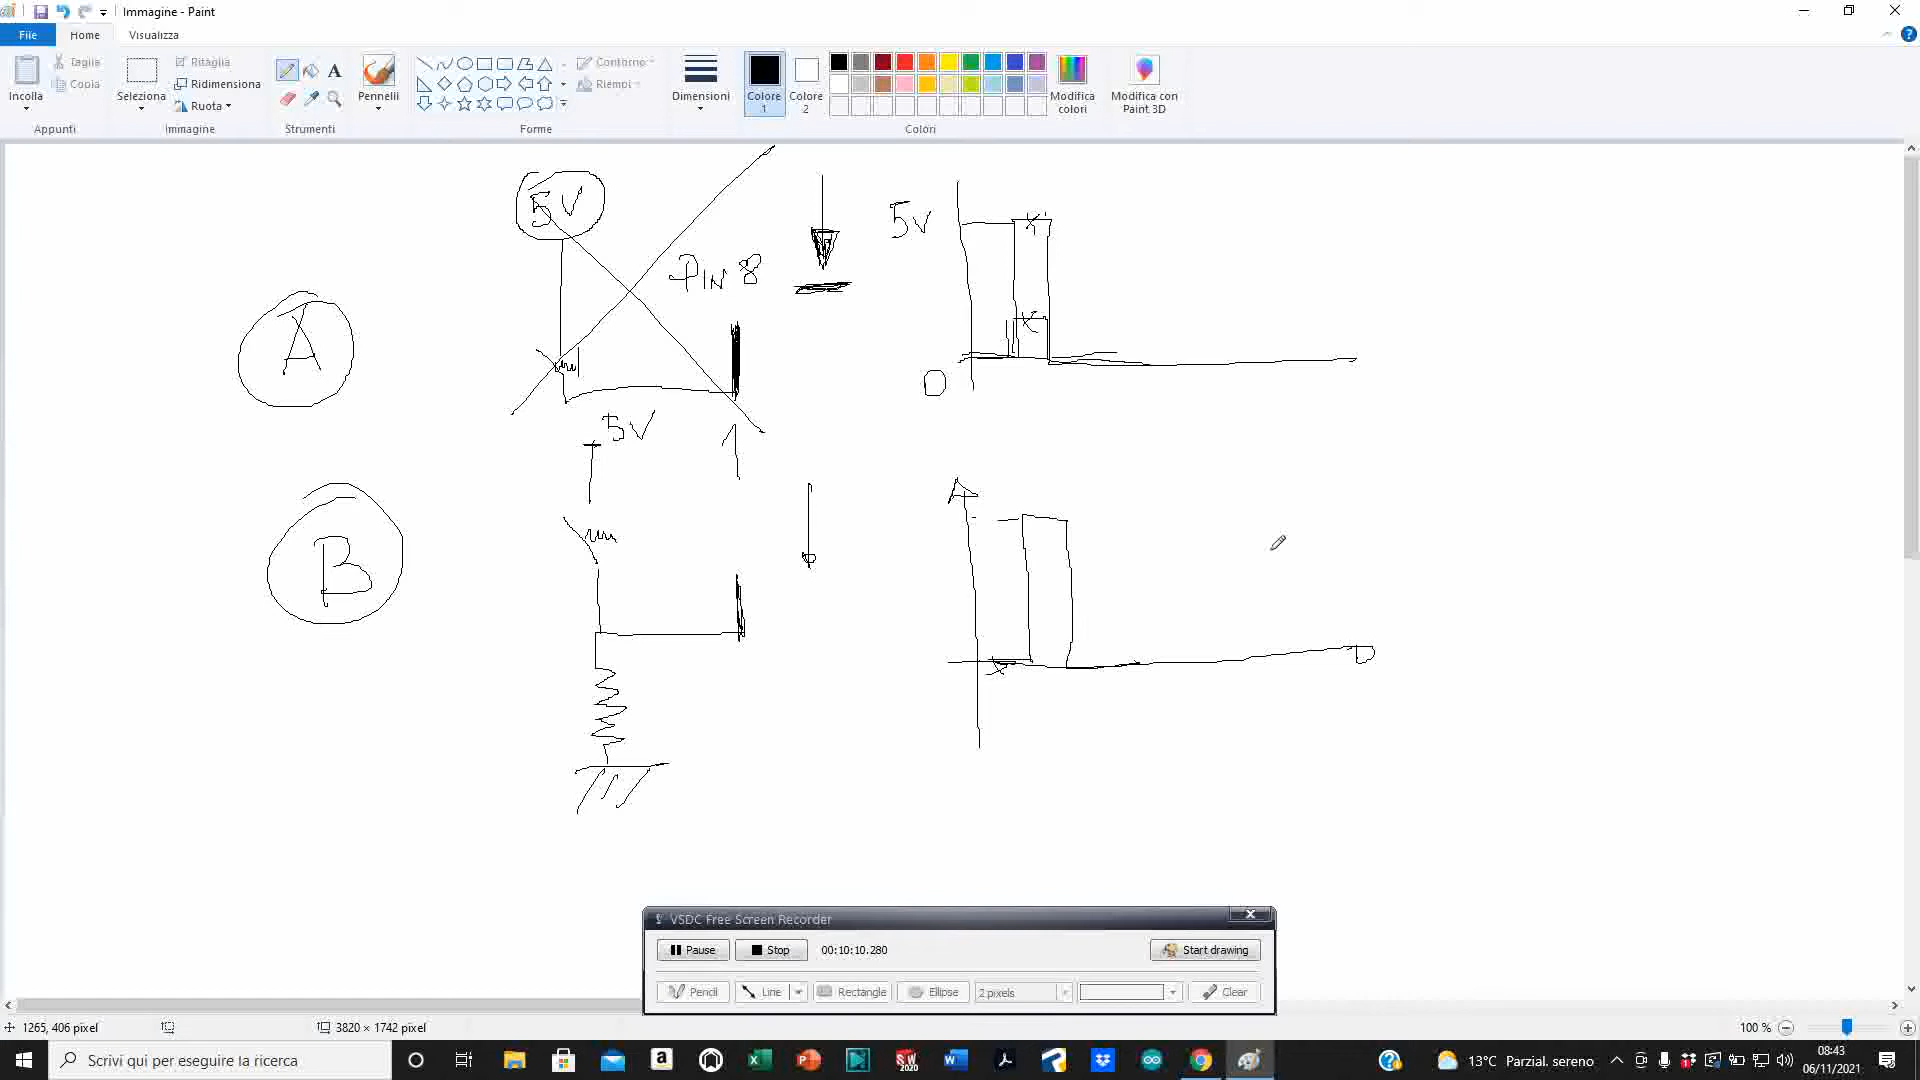 Immagine - Paint
File Home Visualizza
Incolla
Taglia
Copia
Appunti
Seleziona
Ritaglia
Ridimensiona
Ruota
Immagine
Strumenti
Pennelli
Forme
Contorno
Riempi
Dimensioni
Colore 1
Colore 2
Colori
Modifica colori
Modifica con Paint 3D
5V
PIN 8
5V
A
0
5V
B
VSDC Free Screen Recorder
Pause Stop 00:10:10.280 Start drawing
Pencil Line Rectangle Ellipse 2 pixels Clear
1265, 406 pixel 3820 × 1742 pixel 100 %
Scrivi qui per eseguire la ricerca
13°C Parzial. sereno
08:43
06/11/2021